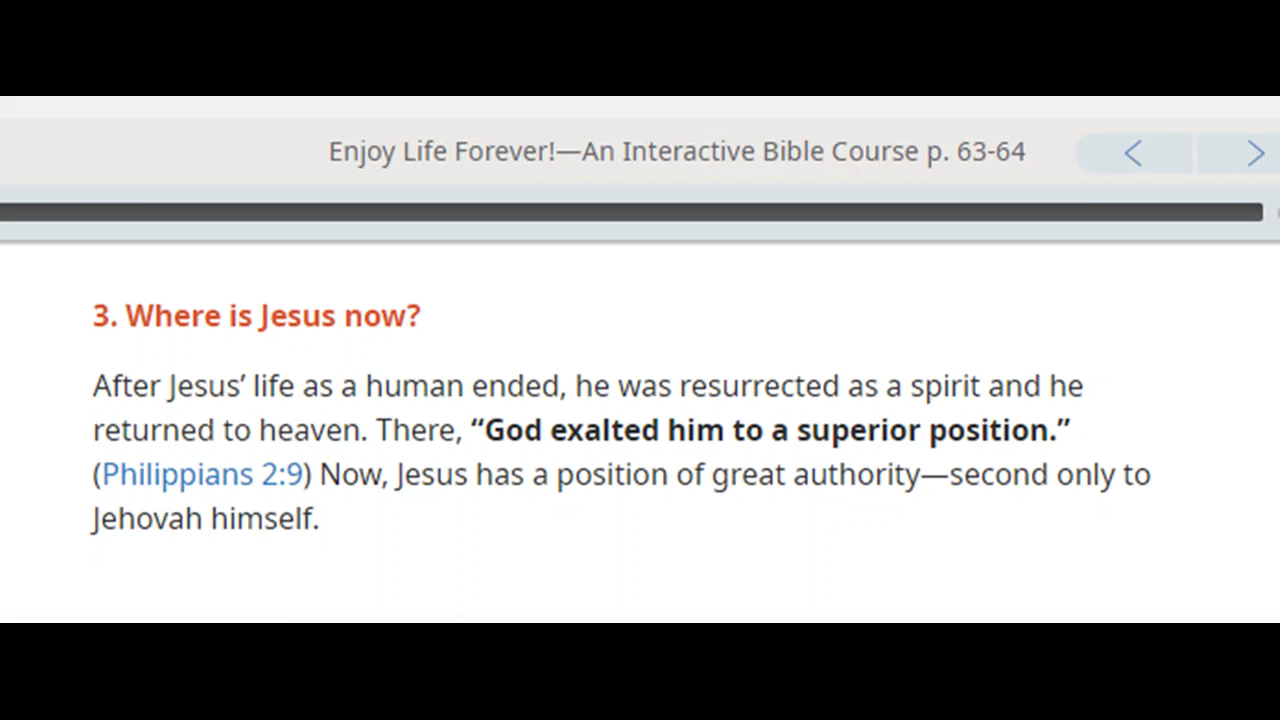 Enjoy Life Forever!—An Interactive Bible Course p. 63-64
3. Where is Jesus now?
After Jesus’ life as a human ended, he was resurrected as a spirit and he
returned to heaven. There, “God exalted him to a superior position.”
(Philippians 2:9) Now, Jesus has a position of great authority—second only to
Jehovah himself.